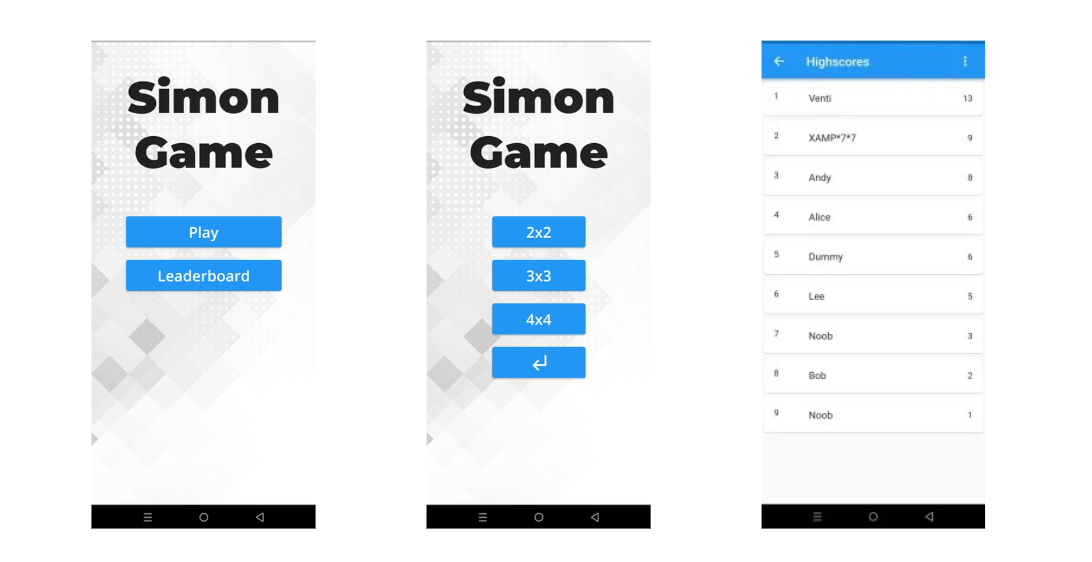 Simon
Game
Play
Leaderboard
Simon
Game
2x2
3x3
4x4
Highscores
1 Venti 13
2 XAMP*7*7 9
3 Andy 8
4 Alice 6
5 Dummy 6
6 Lee 5
7 Noob 3
8 Bob 2
9 Noob 1